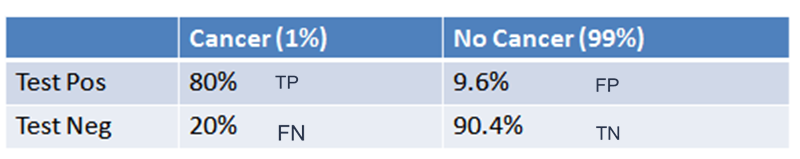 Cancer (1%) No Cancer (99%)
Test Pos 80% TP 9.6% FP
Test Neg 20% FN 90.4% TN